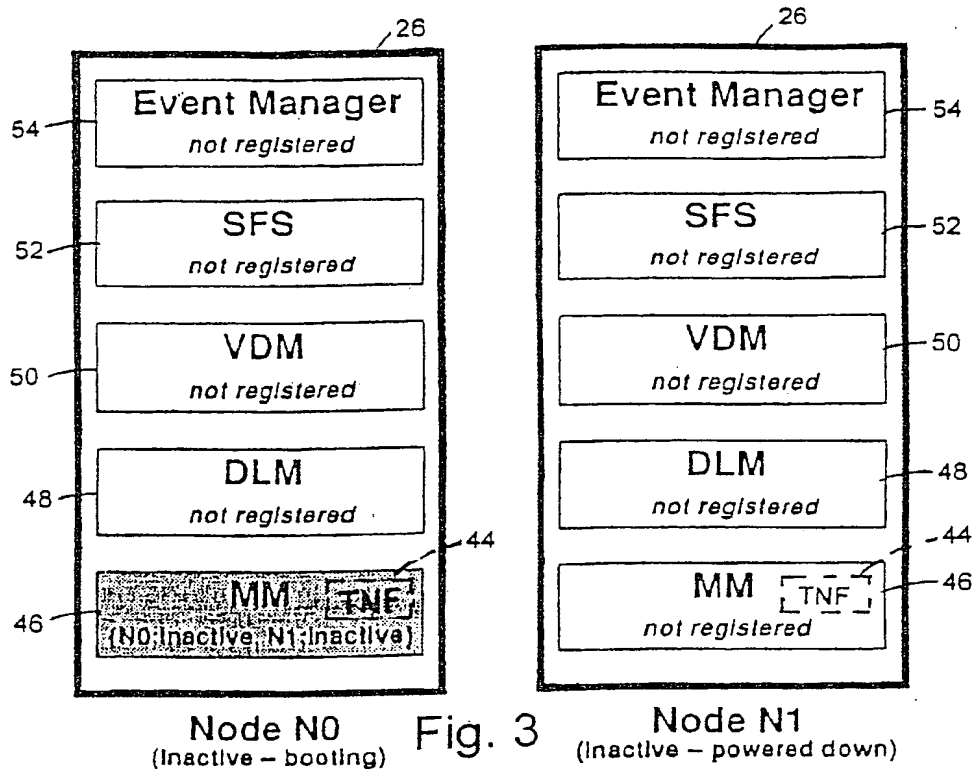 26
Event Manager
not registered
54
SFS
not registered
52
VDM
not registered
50
DLM
not registered
48
44
MM TNF
(N0;Inactive, N1;Inactive)
46
Node N0
(Inactive – booting)
26
Event Manager
not registered
54
SFS
not registered
52
VDM
not registered
50
DLM
not registered
48
44
MM TNF
not registered
46
Node N1
(Inactive – powered down)
Fig. 3